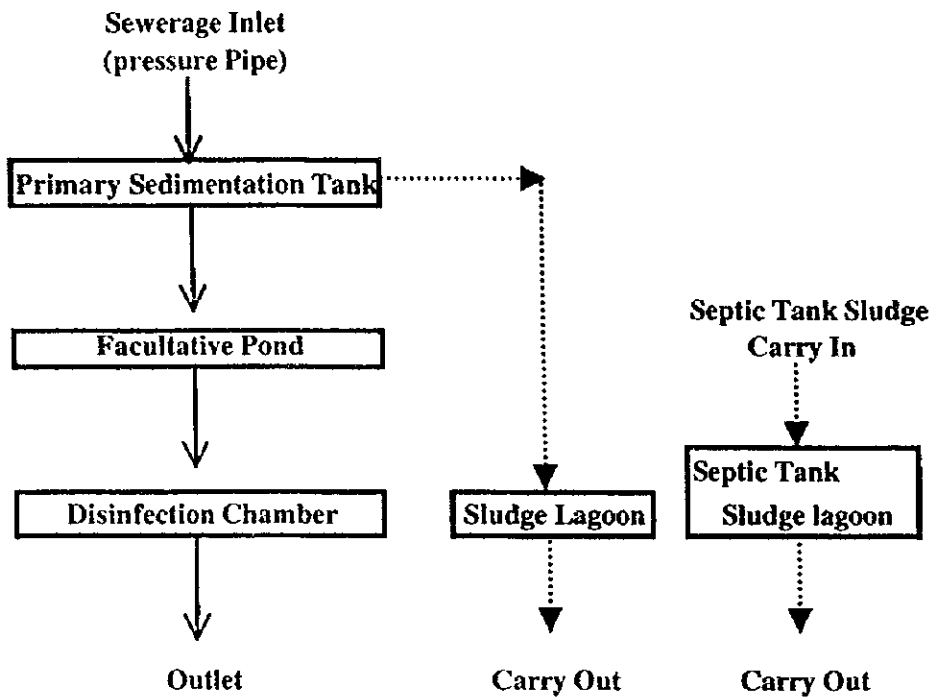 Sewerage Inlet
(pressure Pipe)
Primary Sedimentation Tank
Facultative Pond
Septic Tank Sludge
Carry In
Septic Tank
Sludge lagoon
Disinfection Chamber
Sludge Lagoon
Outlet
Carry Out
Carry Out